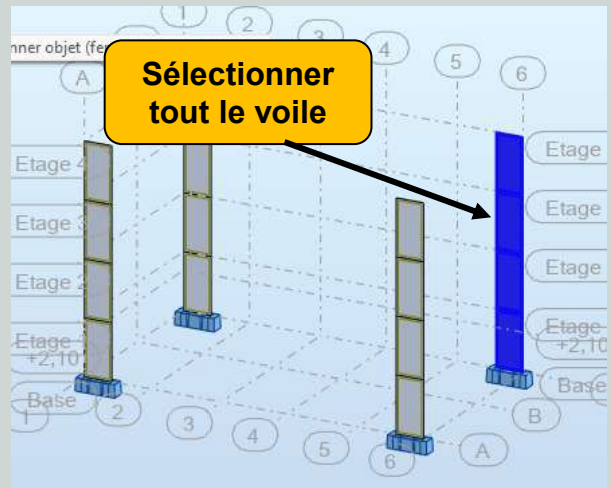 1
2
3
4
5
6
nner objet (fe
A
Sélectionner
tout le voile
Etage 4
Etage 3
Etage 2
Etage 1
+2,10
Base
Etage
Etage
Etage
Etage
+2,10
Base
B
1
2
3
4
5
6
A